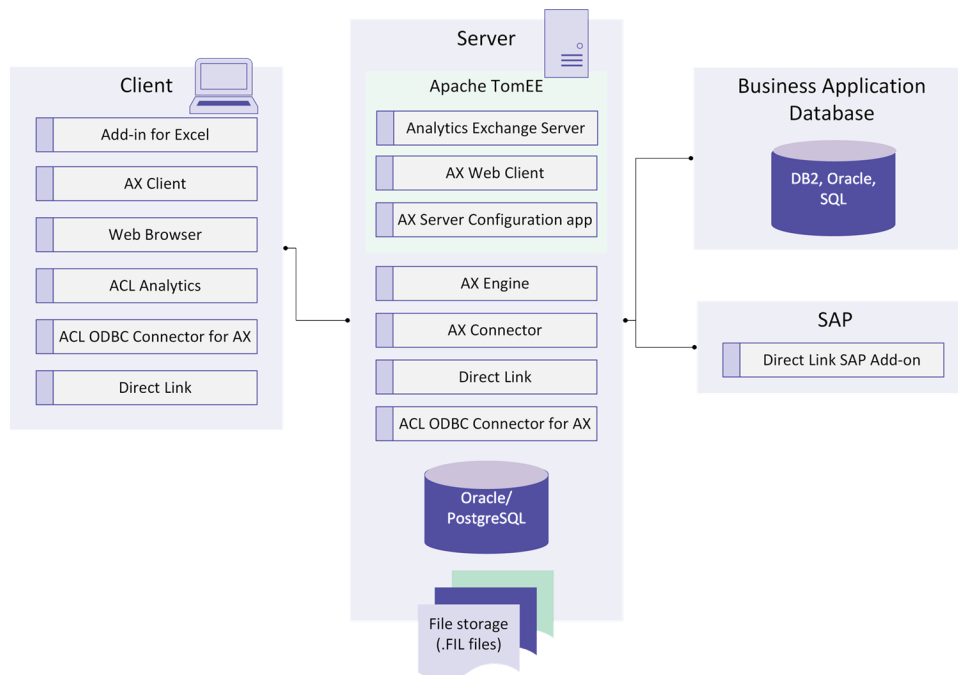 Client
Add-in for Excel
AX Client
Web Browser
ACL Analytics
ACL ODBC Connector for AX
Direct Link
Server
Apache TomEE
Analytics Exchange Server
AX Web Client
AX Server Configuration app
AX Engine
AX Connector
Direct Link
ACL ODBC Connector for AX
Oracle/
PostgreSQL
File storage
(.FIL files)
Business Application
Database
DB2, Oracle,
SQL
SAP
Direct Link SAP Add-on